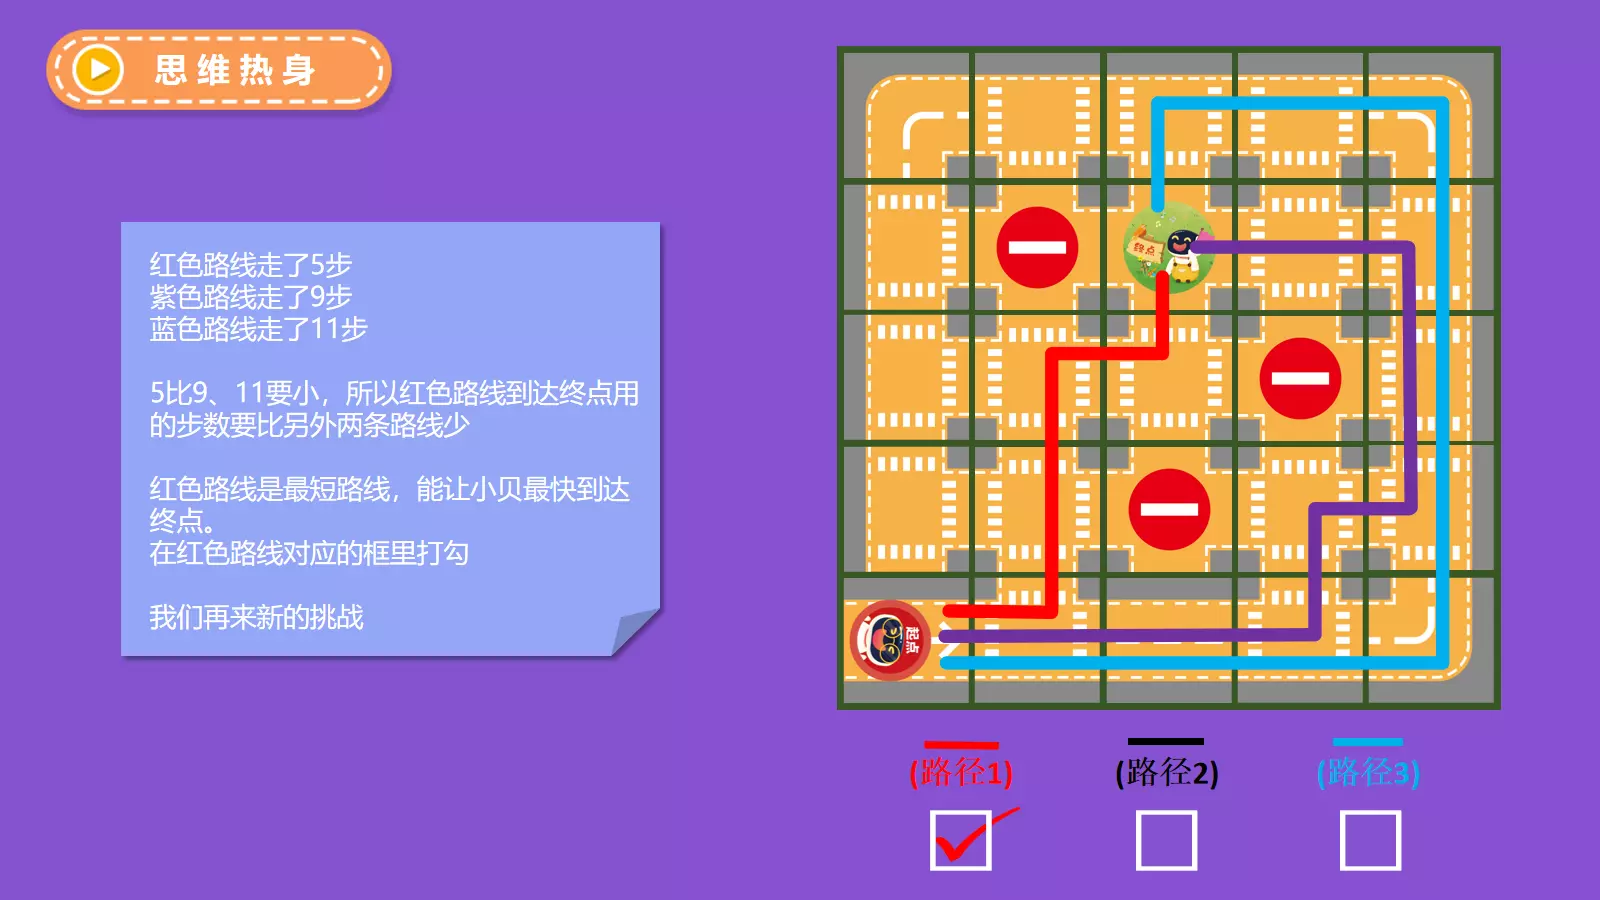 思维热身
红色路线走了5步
紫色路线走了9步
蓝色路线走了11步
5比9、11要小，所以红色路线到达终点用
的步数要比另外两条路线少
红色路线是最短路线，能让小贝最快到达
终点。
在红色路线对应的框里打勾
我们再来新的挑战
终点
起点
(路径1)
(路径2)
(路径3)